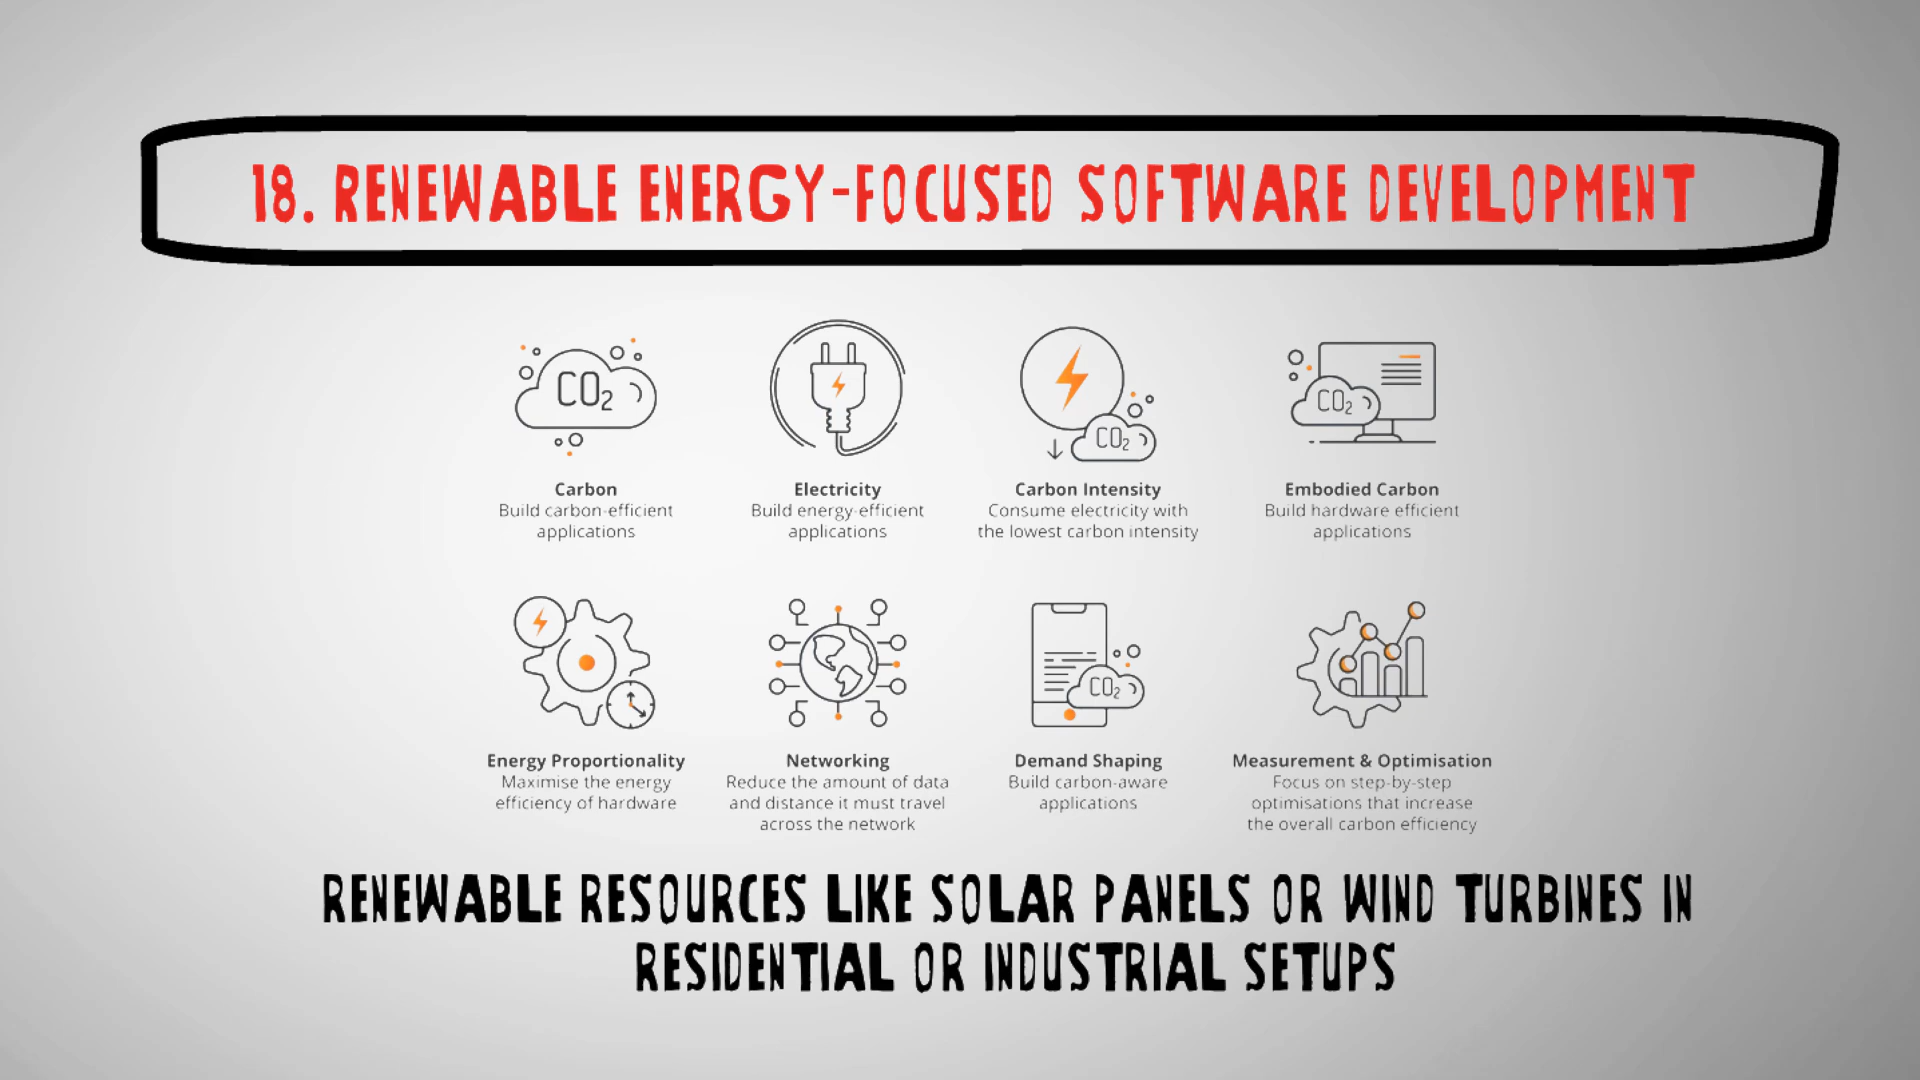 18. RENEWABLE ENERGY-FOCUSED SOFTWARE DEVELOPMENT
CO2
CO2
CO2
Carbon
Build carbon-efficient
applications
Electricity
Build energy-efficient
applications
Carbon Intensity
Consume electricity with
the lowest carbon intensity
Embodied Carbon
Build hardware efficient
applications
CO2
Energy Proportionality
Maximise the energy
efficiency of hardware
Networking
Reduce the amount of data
and distance it must travel
across the network
Demand Shaping
Build carbon-aware
applications
Measurement & Optimisation
Focus on step-by-step
optimisations that increase
the overall carbon efficiency
RENEWABLE RESOURCES LIKE SOLAR PANELS OR WIND TURBINES IN
RESIDENTIAL OR INDUSTRIAL SETUPS